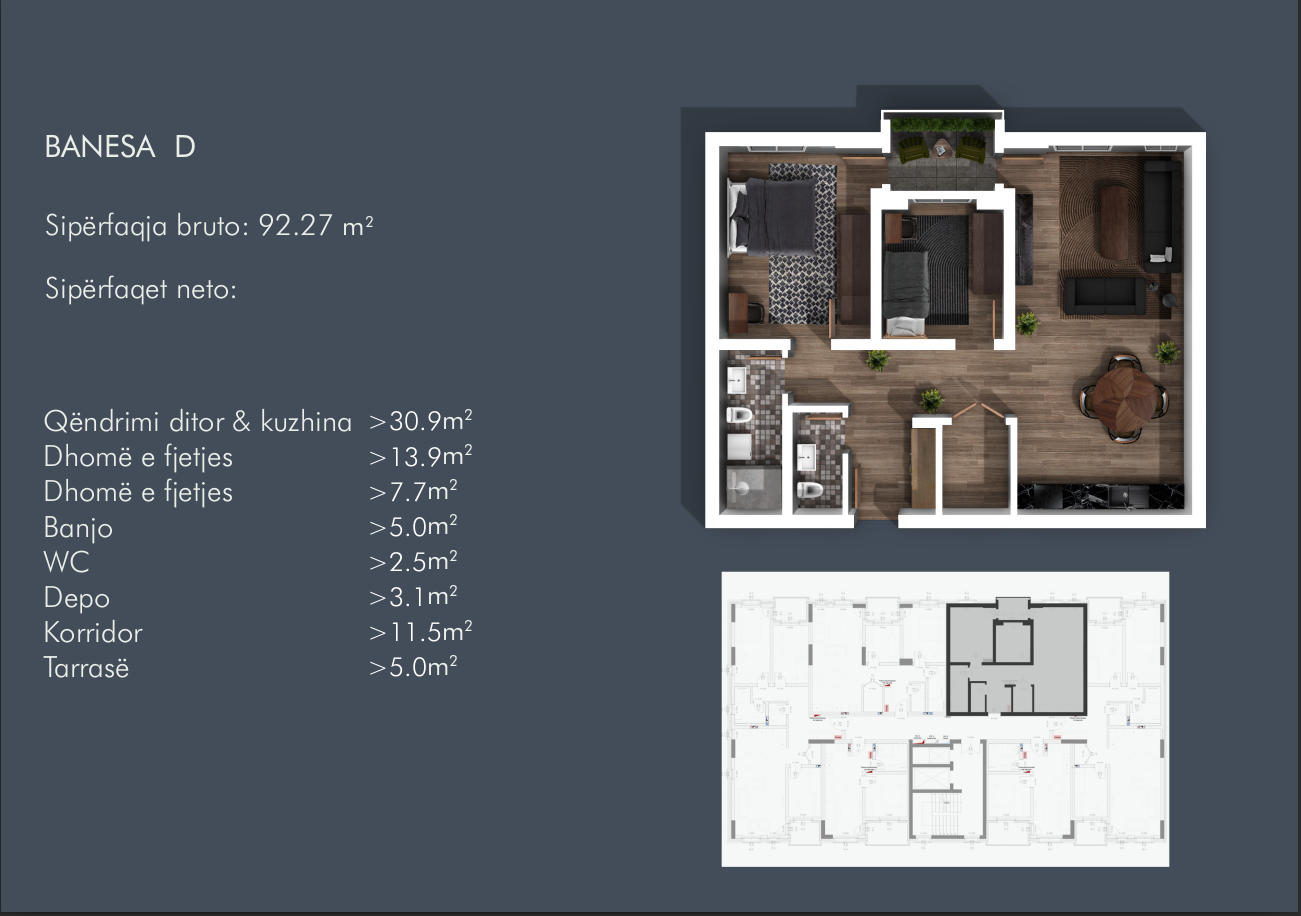 BANESA D
Sipërfaqja bruto: 92.27 m²
Sipërfaqet neto:
Qëndrimi ditor & kuzhina >30.9m²
Dhomë e fjetjes >13.9m²
Dhomë e fjetjes >7.7m²
Banjo >5.0m²
WC >2.5m²
Depo >3.1m²
Korridor >11.5m²
Tarrasë >5.0m²